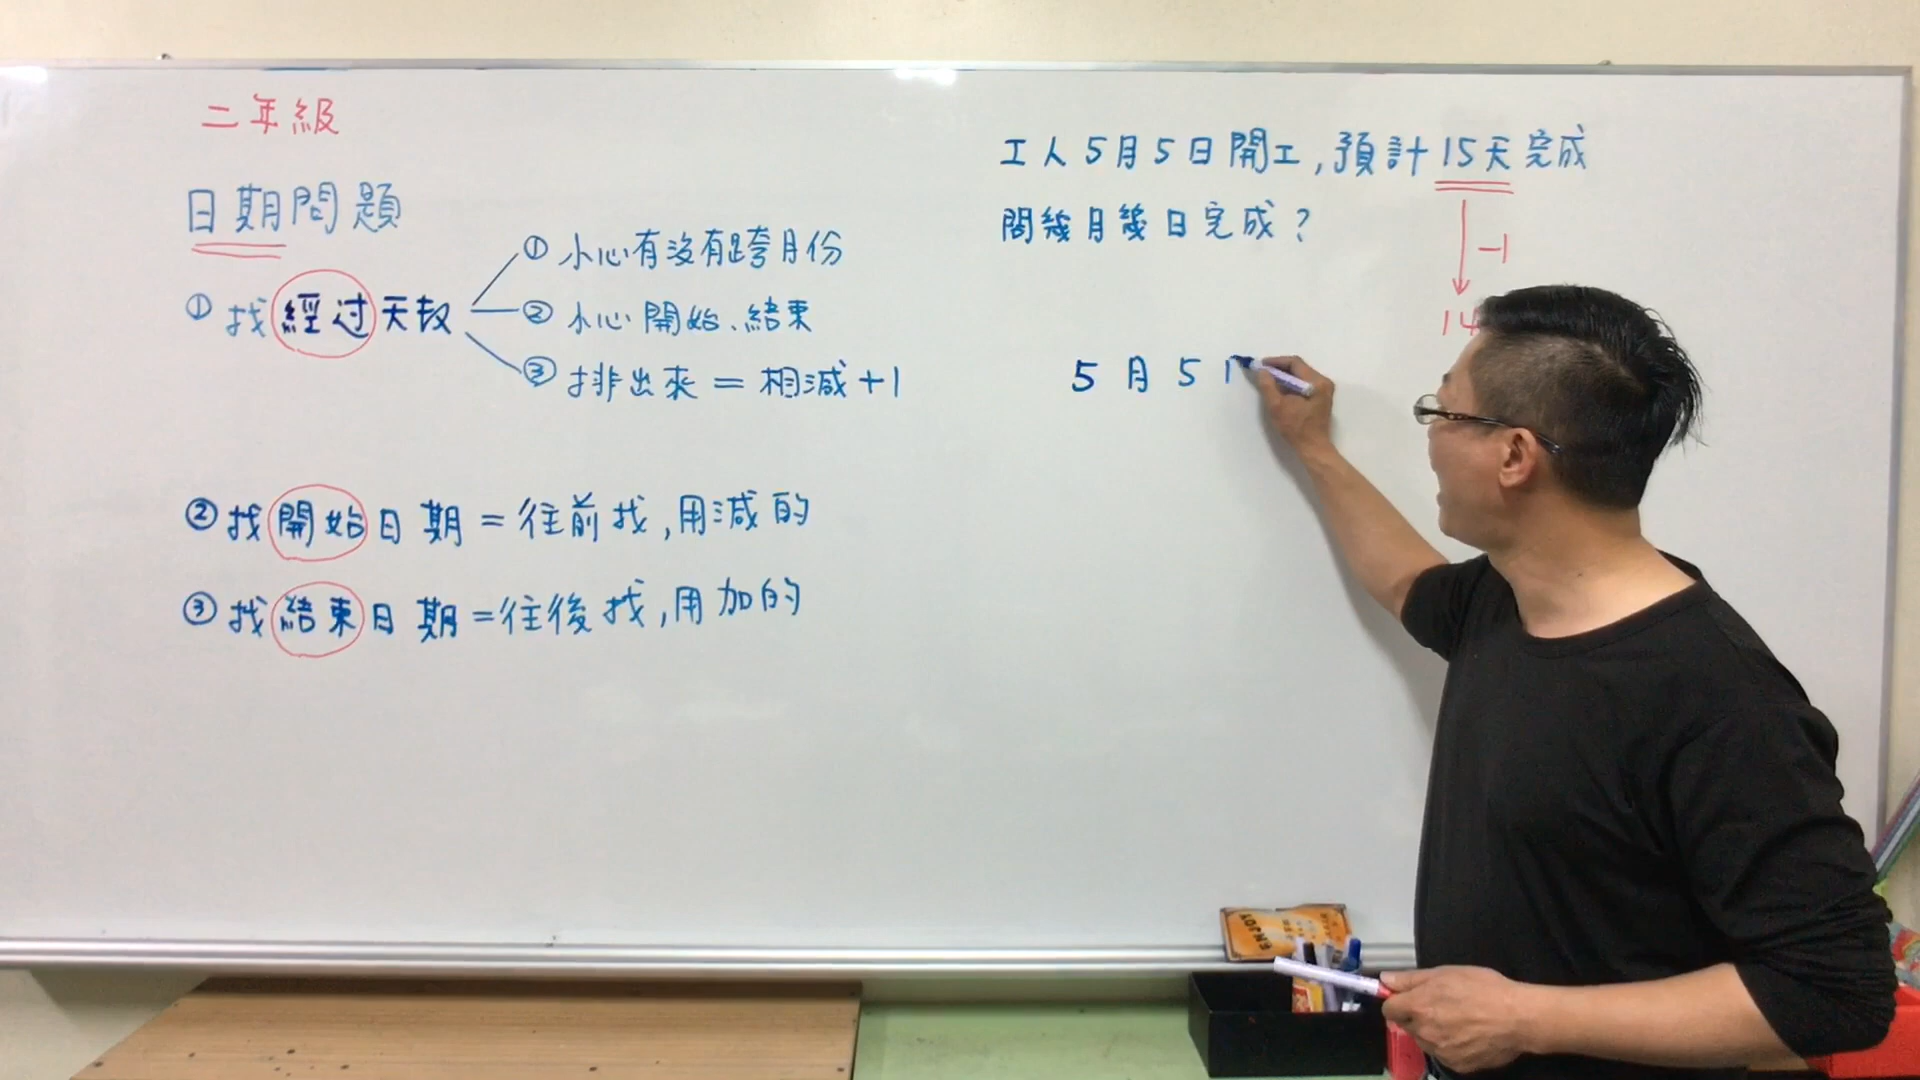 二年級
日期問題
①找經过天数
①小心有沒有跨月份
②小心開始、結束
③排出來=相減+1
②找開始日期=往前找,用減的
③找結束日期=往後找,用加的
工人5月5日開工,預計15天完成
問幾月幾日完成?
-1
14
5月5
ENJOY